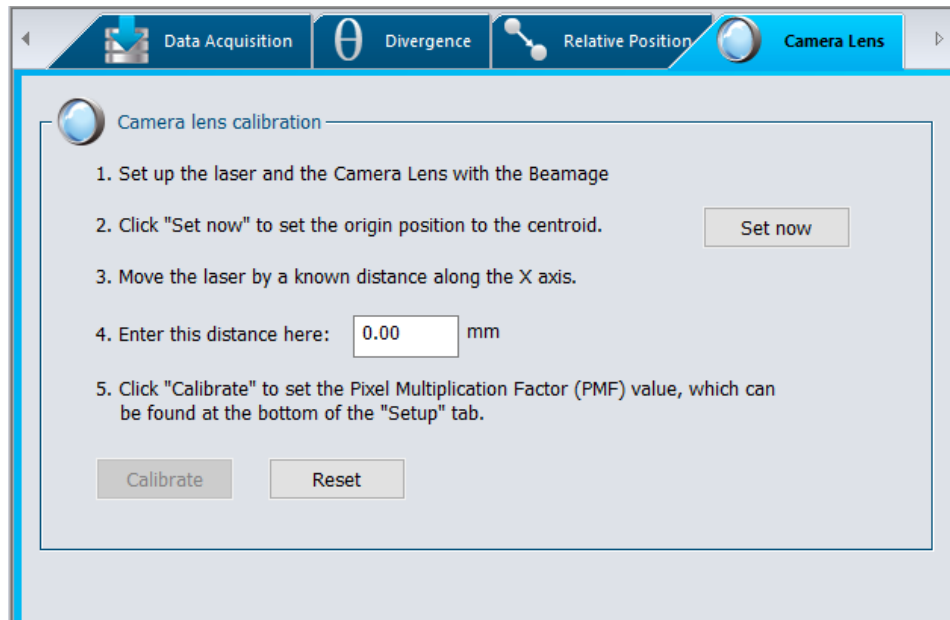 Data Acquisition
θ Divergence
Relative Position
Camera Lens
Camera lens calibration
1. Set up the laser and the Camera Lens with the Beamage
2. Click "Set now" to set the origin position to the centroid.
Set now
3. Move the laser by a known distance along the X axis.
4. Enter this distance here: 0.00 mm
5. Click "Calibrate" to set the Pixel Multiplication Factor (PMF) value, which can
be found at the bottom of the "Setup" tab.
Calibrate
Reset